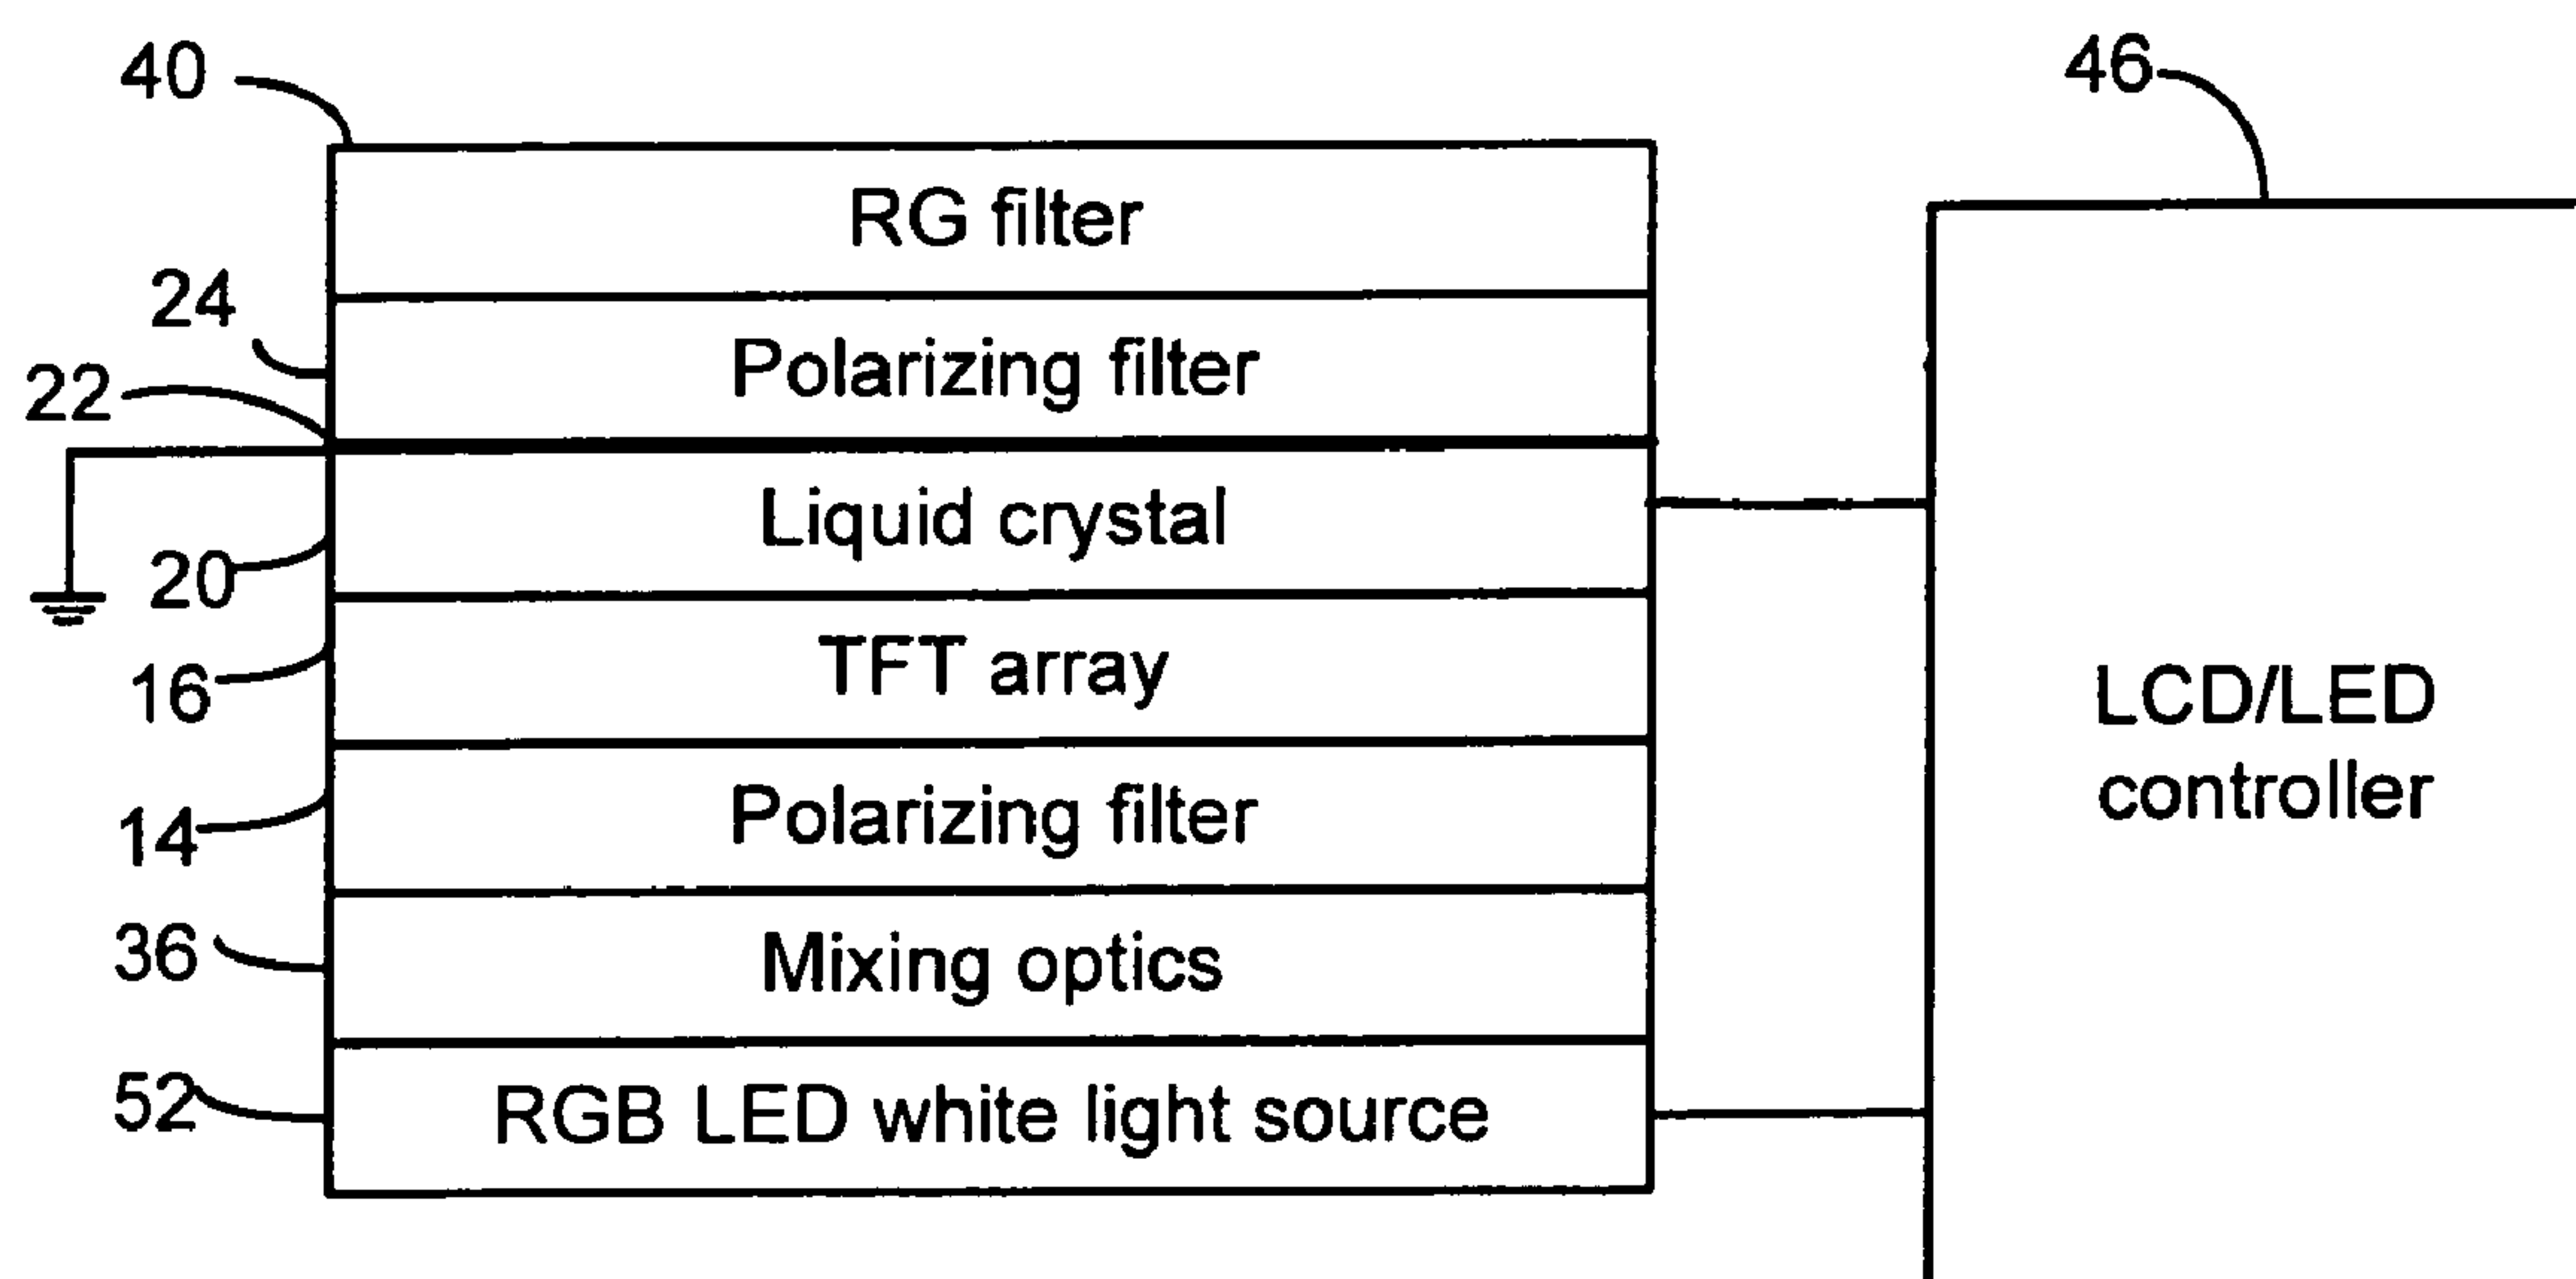 40
46
RG filter
24
Polarizing filter
22
Liquid crystal
20
TFT array
16
LCD/LED
controller
Polarizing filter
14
36
Mixing optics
52
RGB LED white light source